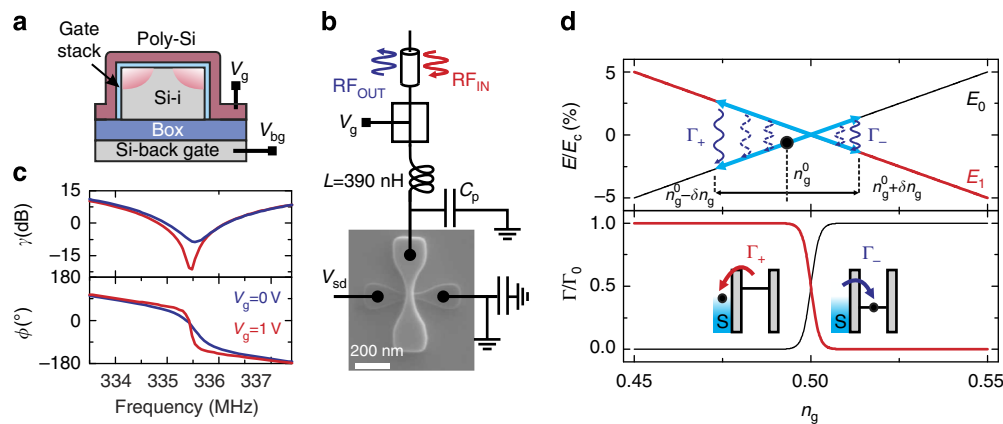 a
Poly-Si
Gate
stack
V_g
Si-i
Box
V_bg
Si-back gate
b
RF_OUT
RF_IN
V_g
L=390 nH
C_p
V_sd
200 nm
c
15
0
−15
γ(dB)
180
0
−180
ϕ(°)
V_g=0 V
V_g=1 V
334
335
336
337
Frequency (MHz)
d
5
0
−5
E/E_c (%)
E_0
Γ_+
Γ_−
n_g^0
n_g^0−δn_g
n_g^0+δn_g
E_1
1.0
0.5
0.0
Γ/Γ_0
Γ_+
Γ_−
S
S
0.45
0.50
0.55
n_g